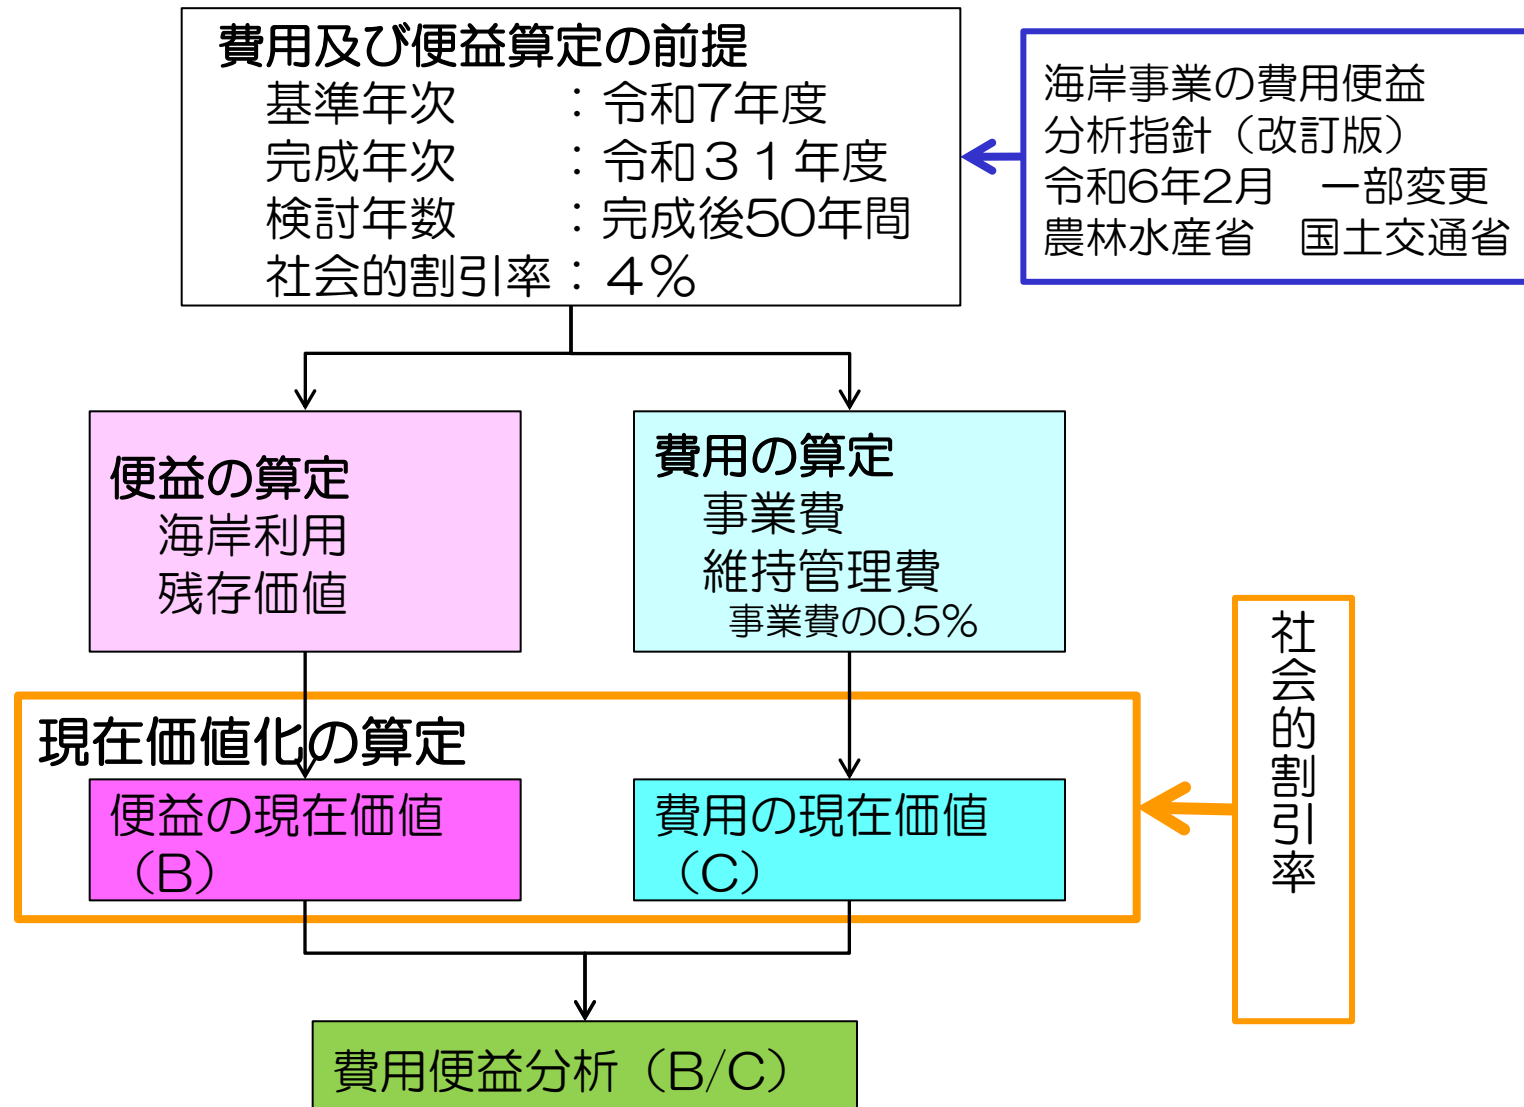 費用及び便益算定の前提
基準年次　　：令和7年度
完成年次　　：令和３１年度
検討年数　　：完成後50年間
社会的割引率：４％
海岸事業の費用便益
分析指針（改訂版）
令和6年2月　一部変更
農林水産省　国土交通省
便益の算定
海岸利用
残存価値
費用の算定
事業費
維持管理費
事業費の0.5%
現在価値化の算定
便益の現在価値
（B）
費用の現在価値
（C）
社会的割引率
費用便益分析（B/C）